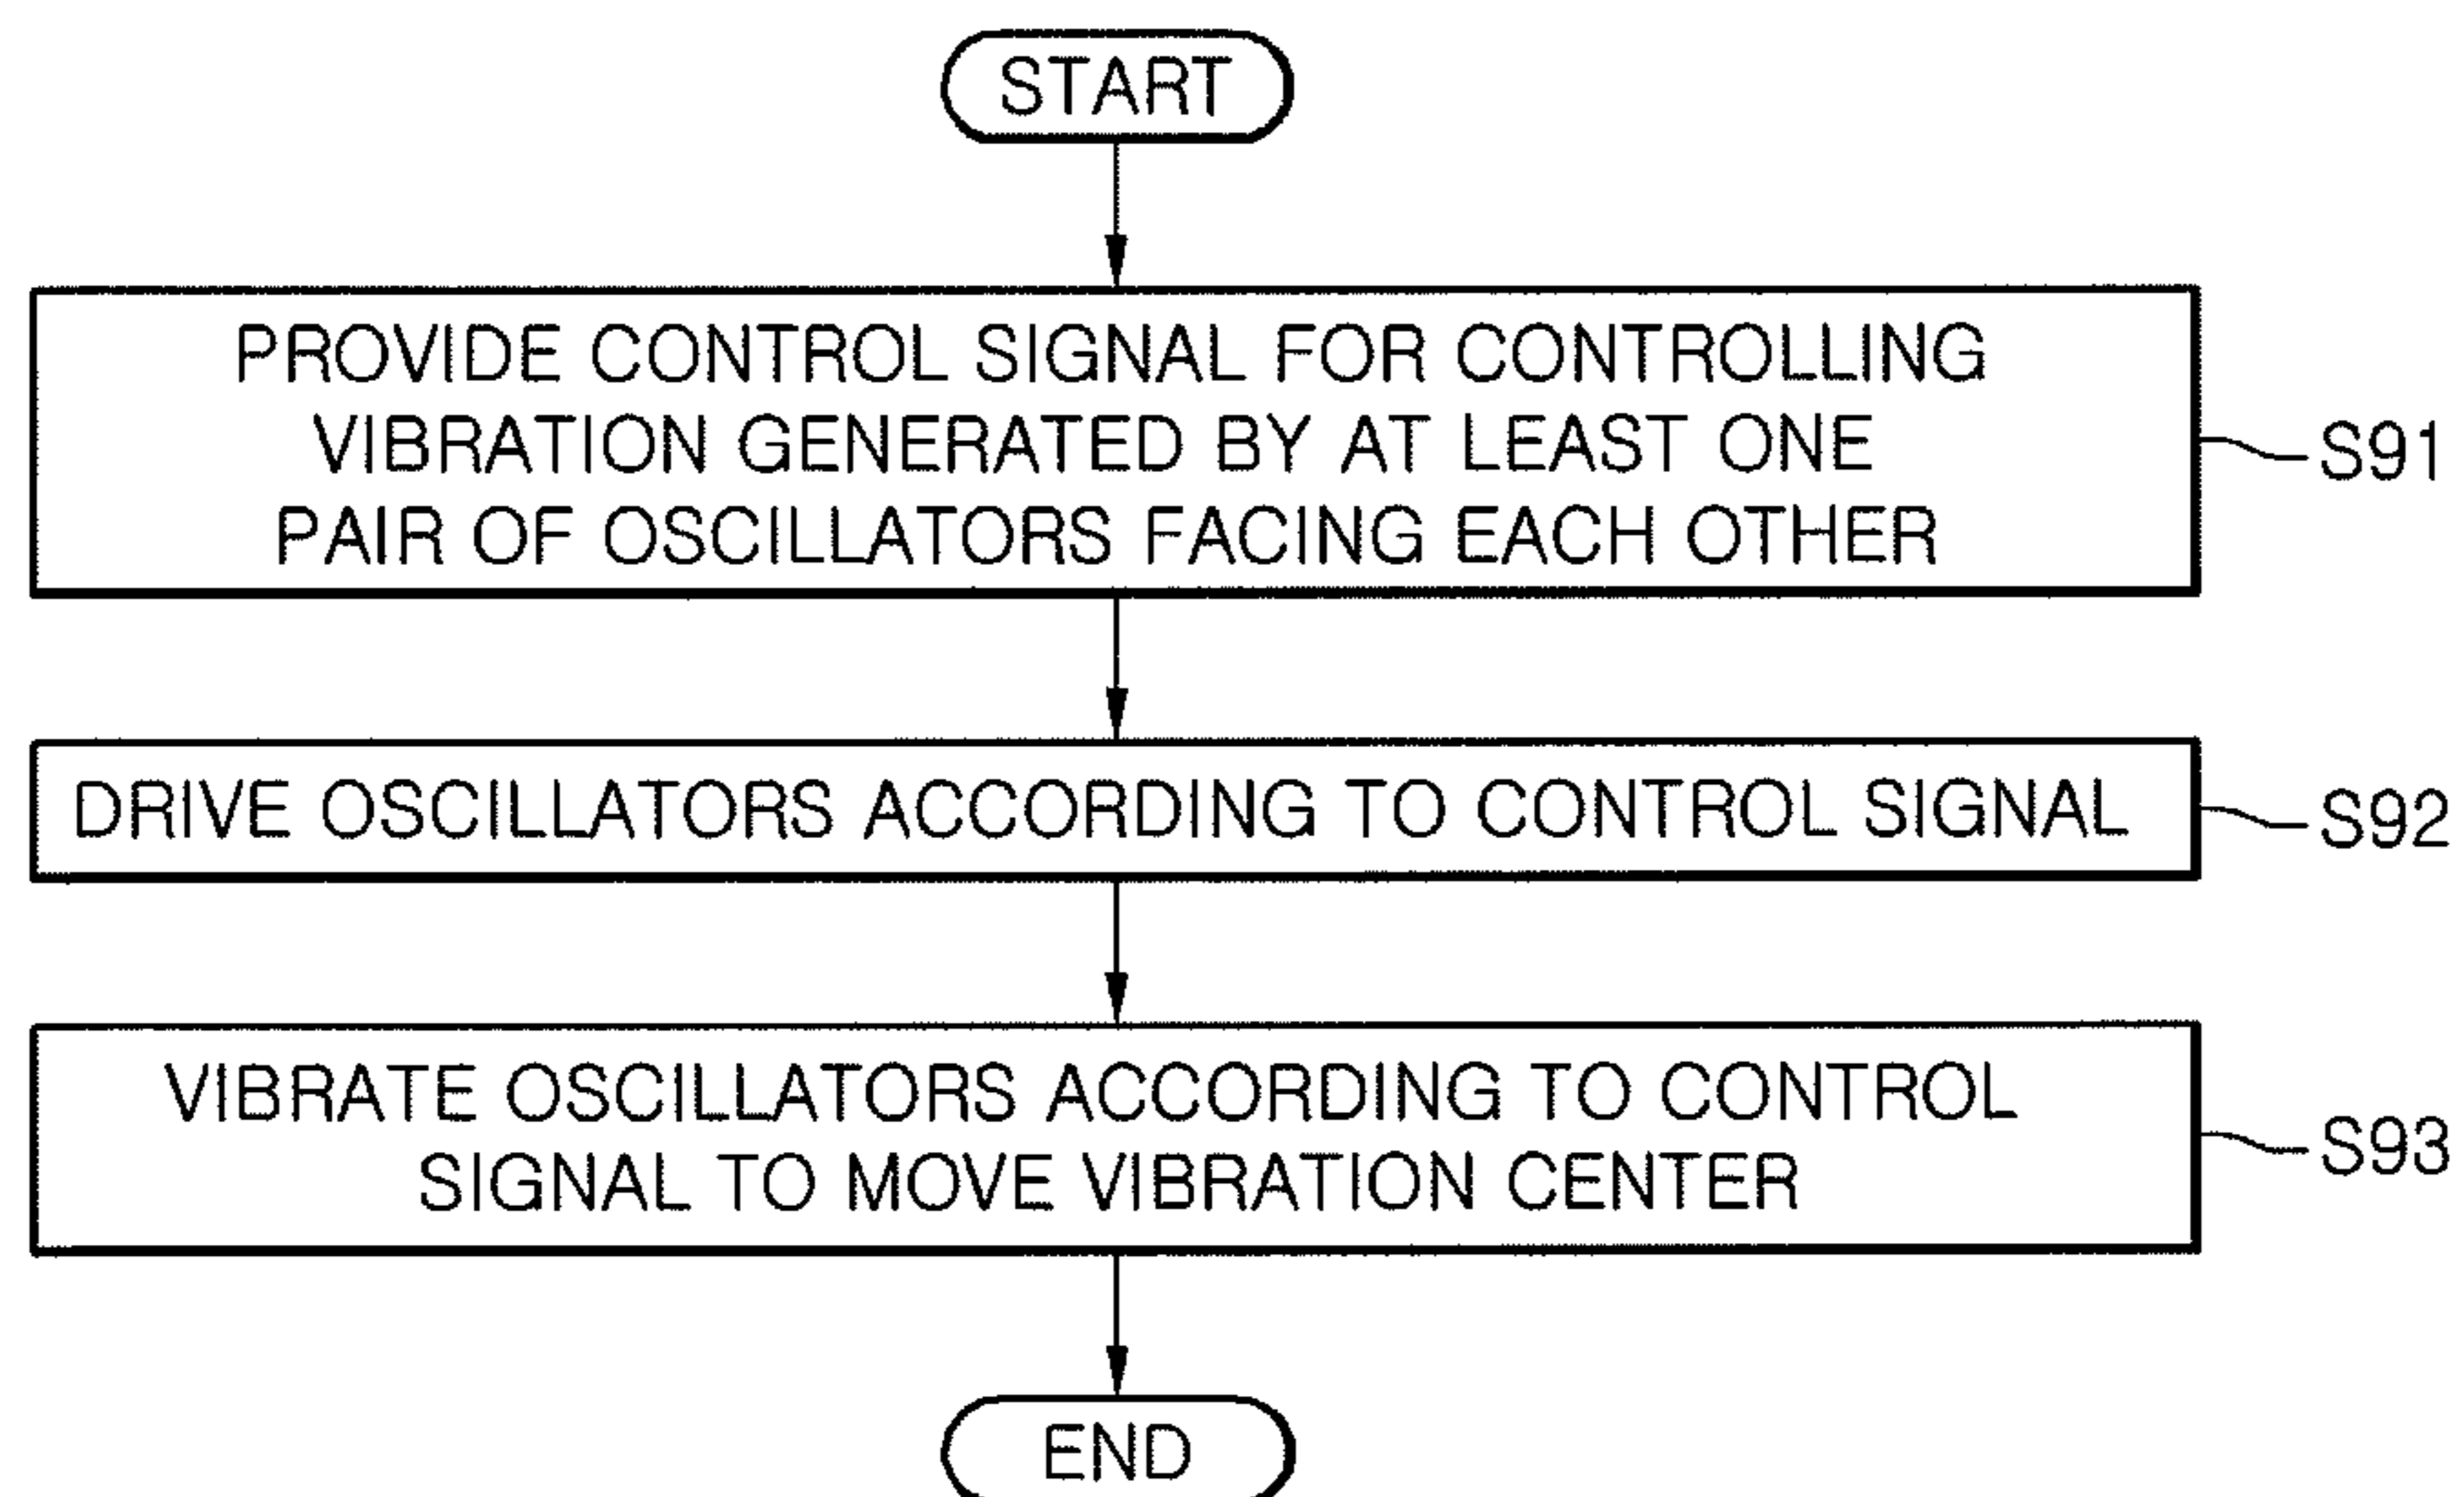 START
PROVIDE CONTROL SIGNAL FOR CONTROLLING
VIBRATION GENERATED BY AT LEAST ONE
PAIR OF OSCILLATORS FACING EACH OTHER
S91
DRIVE OSCILLATORS ACCORDING TO CONTROL SIGNAL
S92
VIBRATE OSCILLATORS ACCORDING TO CONTROL
SIGNAL TO MOVE VIBRATION CENTER
S93
END